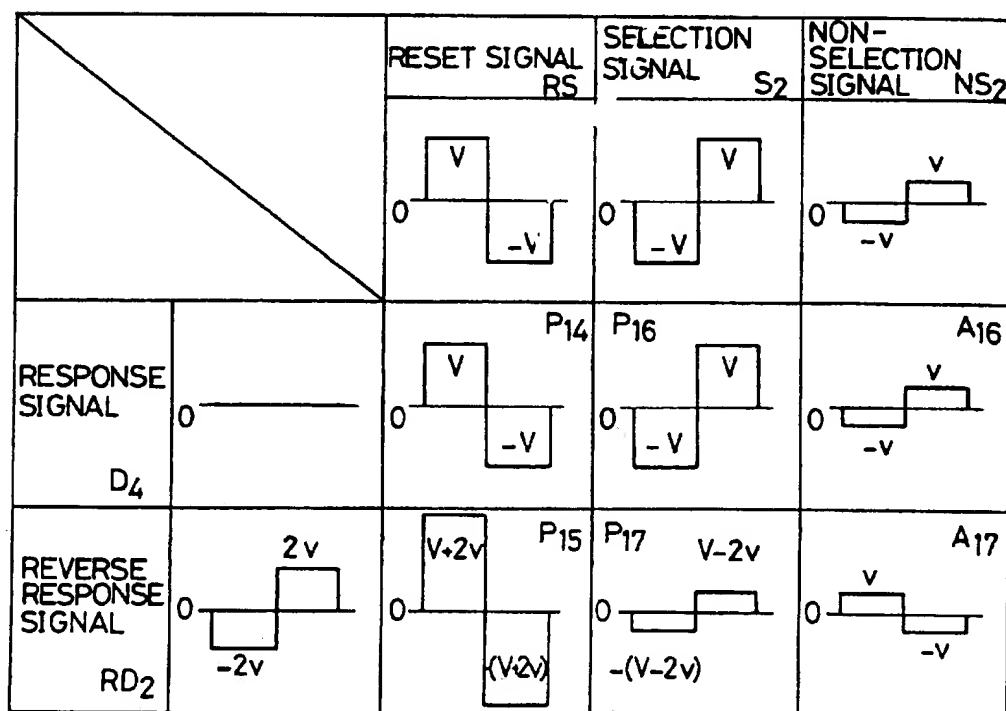 RESET SIGNAL
RS
SELECTION
SIGNAL
S2
NON-
SELECTION
SIGNAL NS2
V
0
-V
V
0
-V
v
0
-v
RESPONSE
SIGNAL
D4
0
P14
V
0
-V
P16
V
0
-V
A16
v
0
-v
REVERSE
RESPONSE
SIGNAL
RD2
2v
0
-2v
P15
V+2v
0
-(V+2v)
P17
V-2v
0
-(V-2v)
A17
v
0
-v